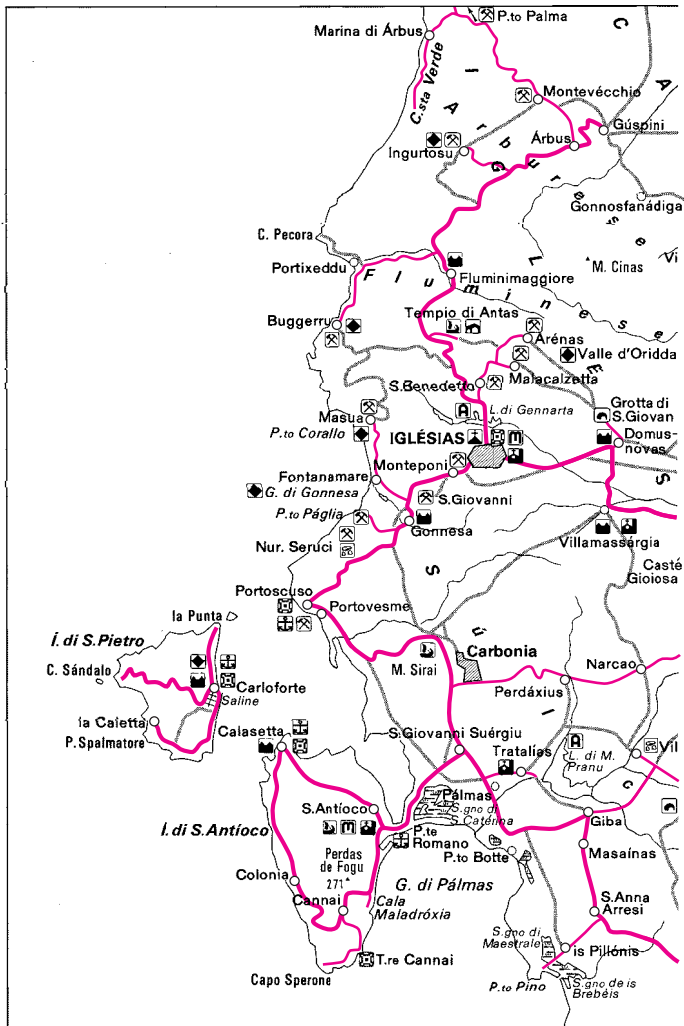 P.to Palma
Marina di Árbus
C.sta Verde
Montevécchio
Gúspini
Árbus
Ingurtosu
Arburese
Gonnosfanádiga
C. Pecora
Portixeddu
M. Cinas
Vi
Fluminimaggiore
Fluminese
Tempio di Antas
Buggerru
Arénas
Valle d'Oridda
S.Benedetto
Malacalzetta
Grotta di
S.Giovan
L.di Gennarta
Masua
P.to Corallo
IGLÉSIAS
Domus-
novas
Monteponi
Fontanamare
G. di Gonnesa
S.Giovanni
P.to Páglia
Gonnesa
Villamassárgia
Nur. Seruci
Casté
Gioiosa
Portoscuso
Portovesme
la Punta
Í. di S.Pietro
Carbonia
C. Sándalo
M. Sirai
Narcao
Carloforte
Saline
Perdáxius
la Caletta
P. Spalmatore
Calasetta
S.Giovanni Suérgiu
Tratalías
L. di M.
Pranu
Vil
S.Antíoco
Pálmas
S.gno di
S.Caterina
Í. di S.Antíoco
P.te
Romano
Giba
P.to Botte
Masaínas
Perdas
de Fogu
271
Colonia
G. di Pálmas
Cannai
Cala
Maladróxia
S.Anna
Arresi
S.gno di
Maestrale
is Pillónis
T.re Cannai
Capo Sperone
P.to Pino
S.gno de is
Brebéis